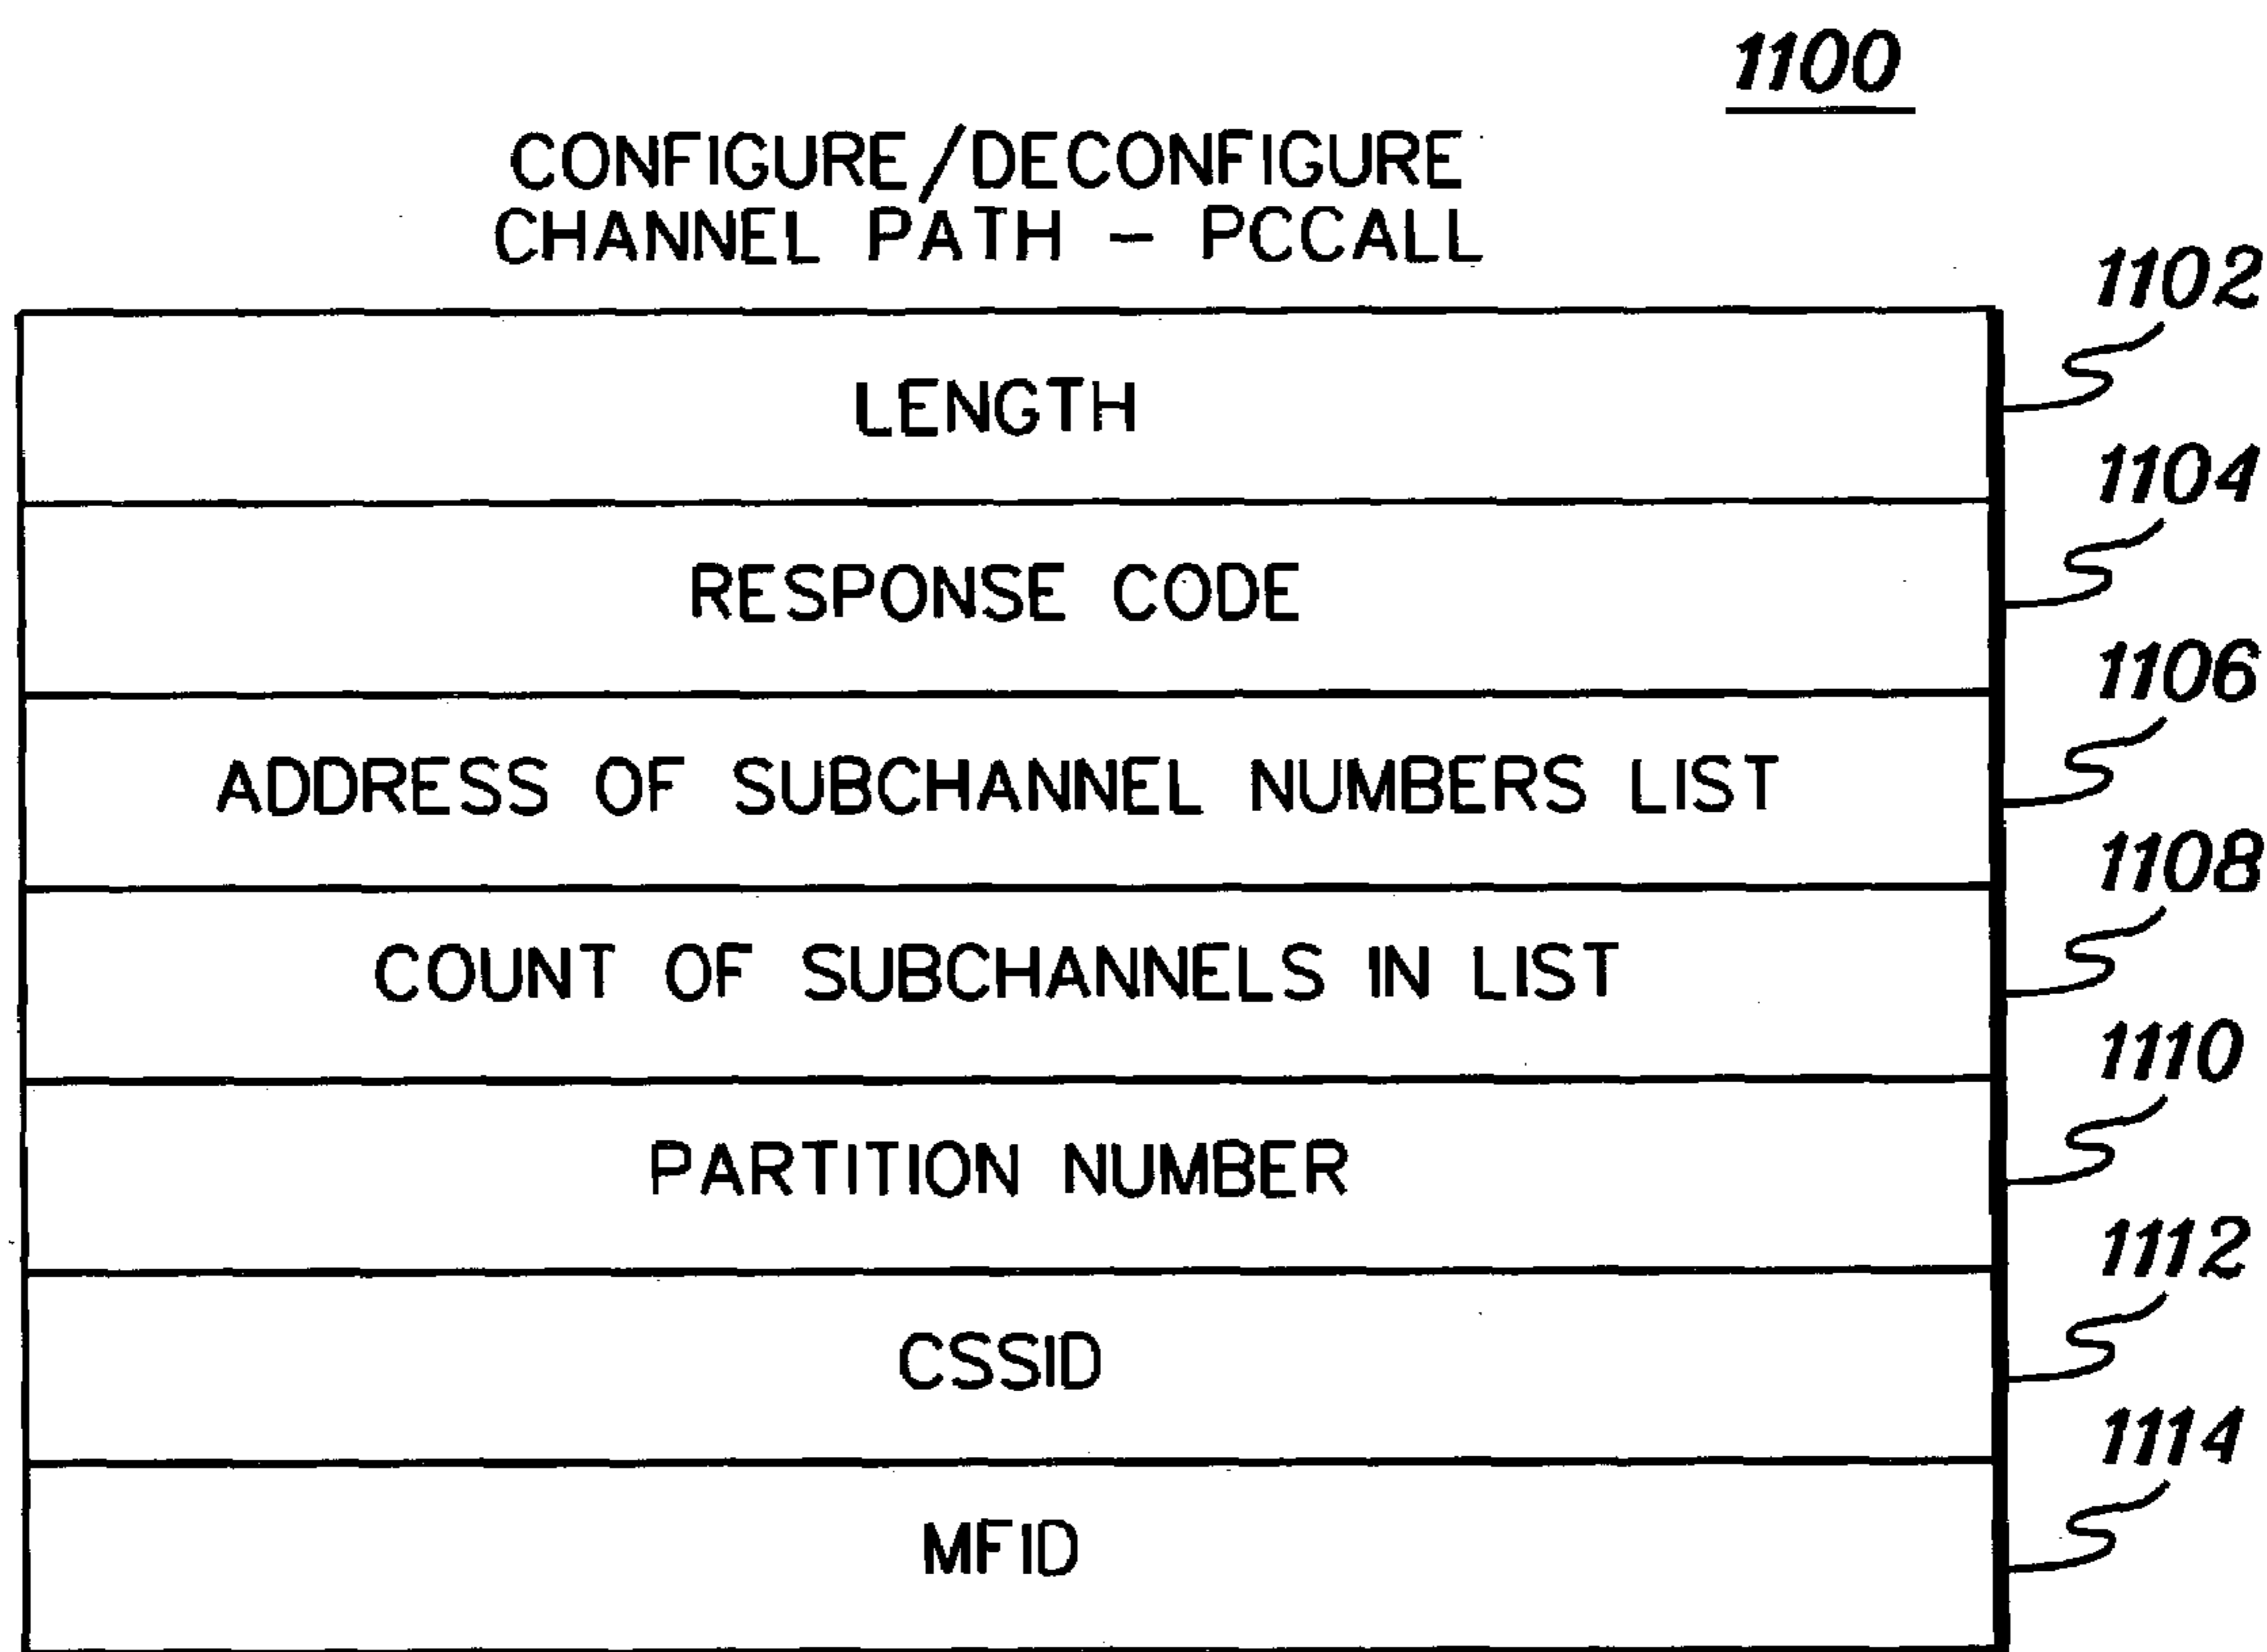 1100
CONFIGURE/DECONFIGURE
CHANNEL PATH - PCCALL
1102
LENGTH
1104
RESPONSE CODE
1106
ADDRESS OF SUBCHANNEL NUMBERS LIST
1108
COUNT OF SUBCHANNELS IN LIST
1110
PARTITION NUMBER
1112
CSSID
1114
MFID